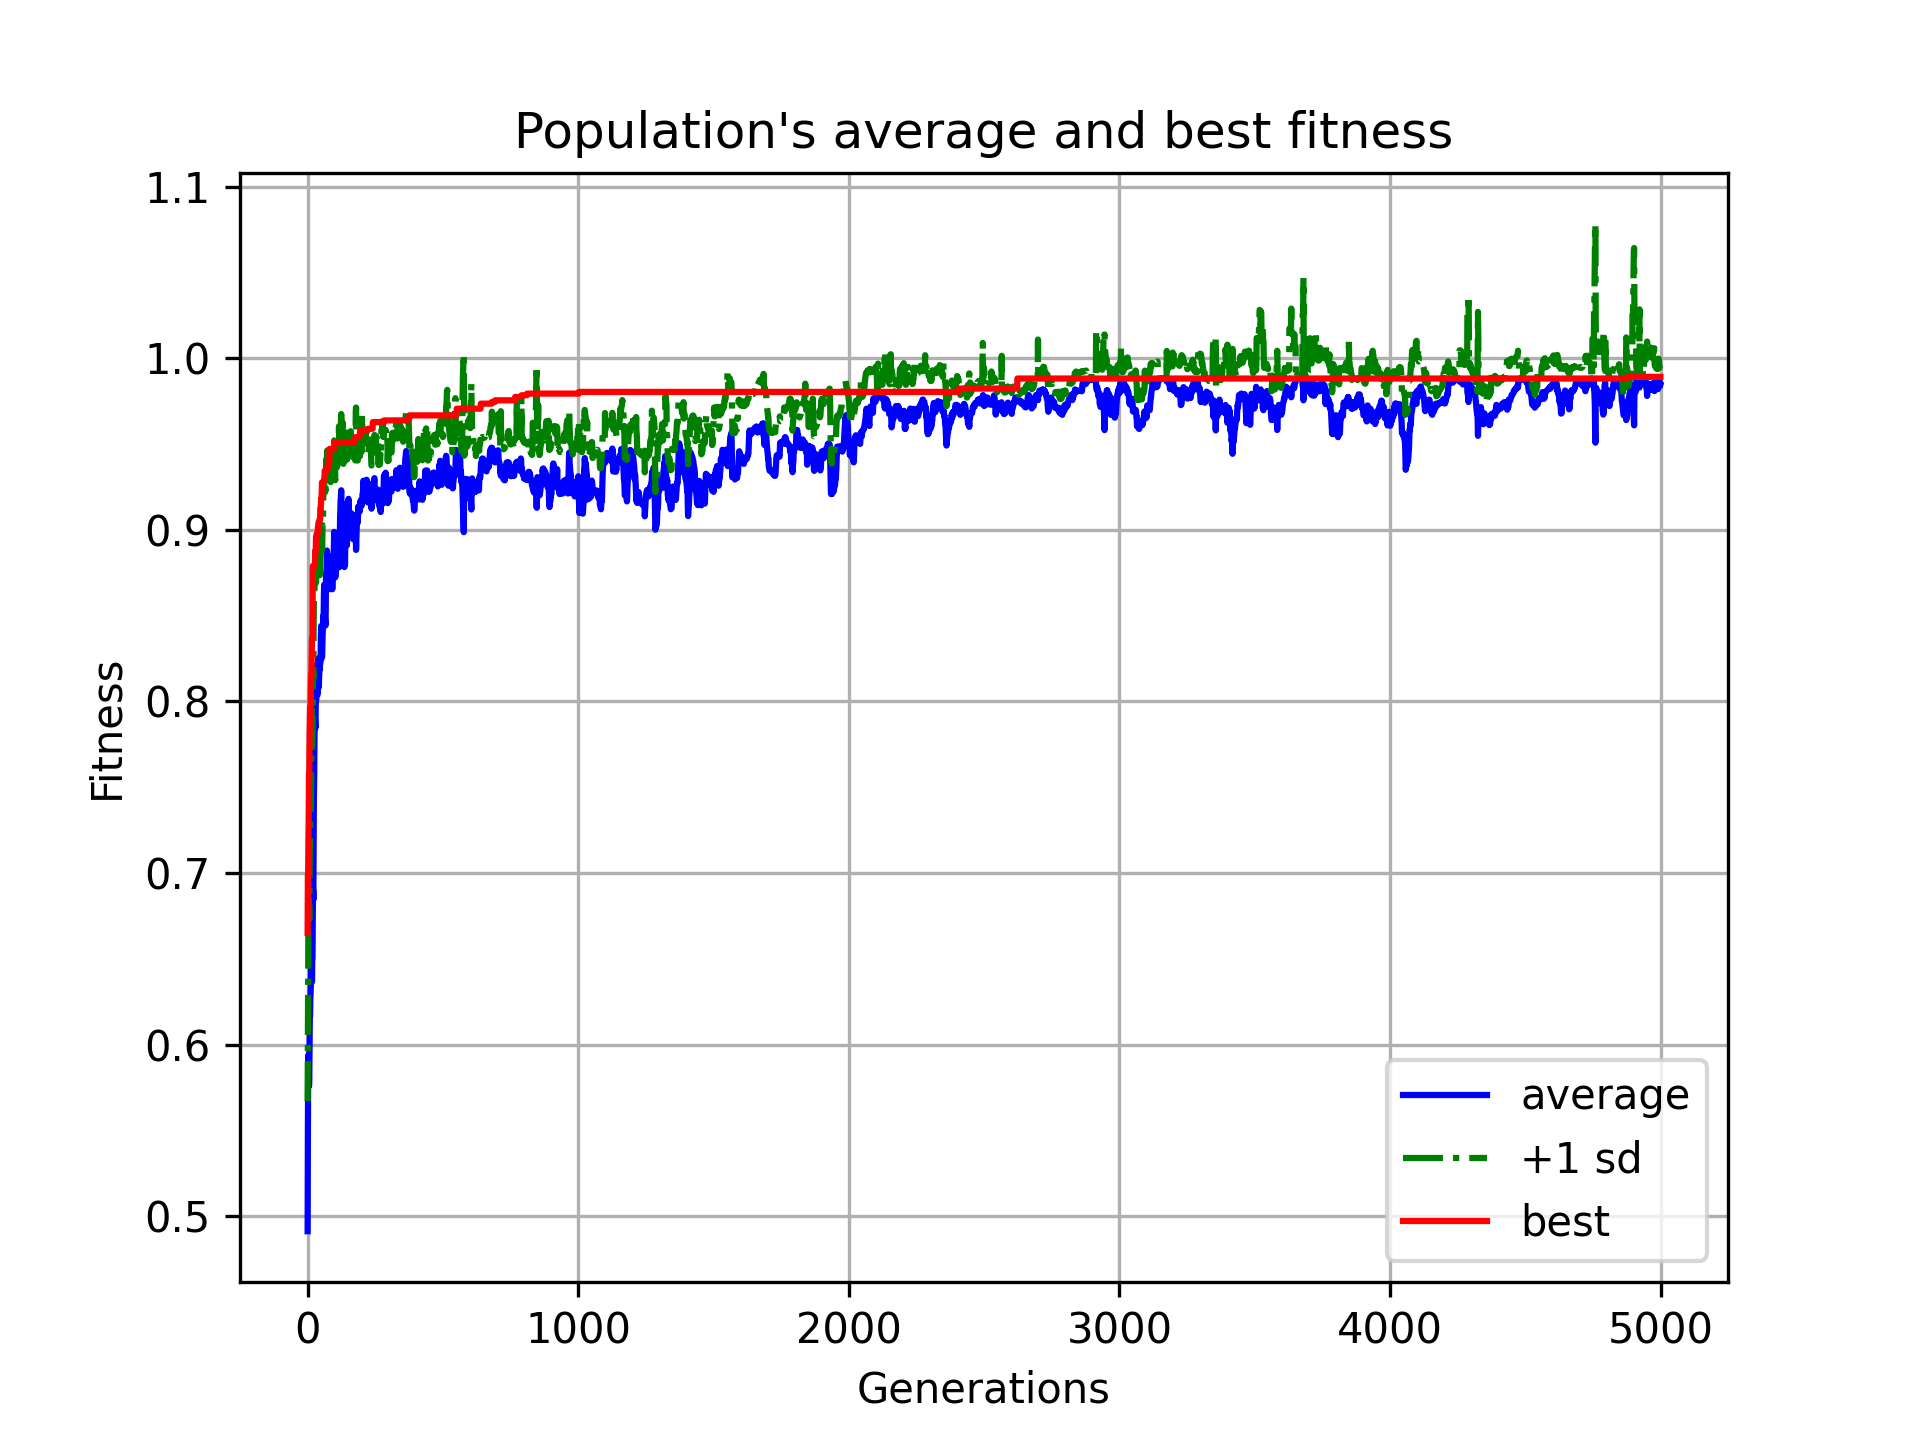 Population's average and best fitness
1.1
1.0
0.9
0.8
0.7
0.6
0.5
Fitness
average
+1 sd
best
0 1000 2000 3000 4000 5000
Generations